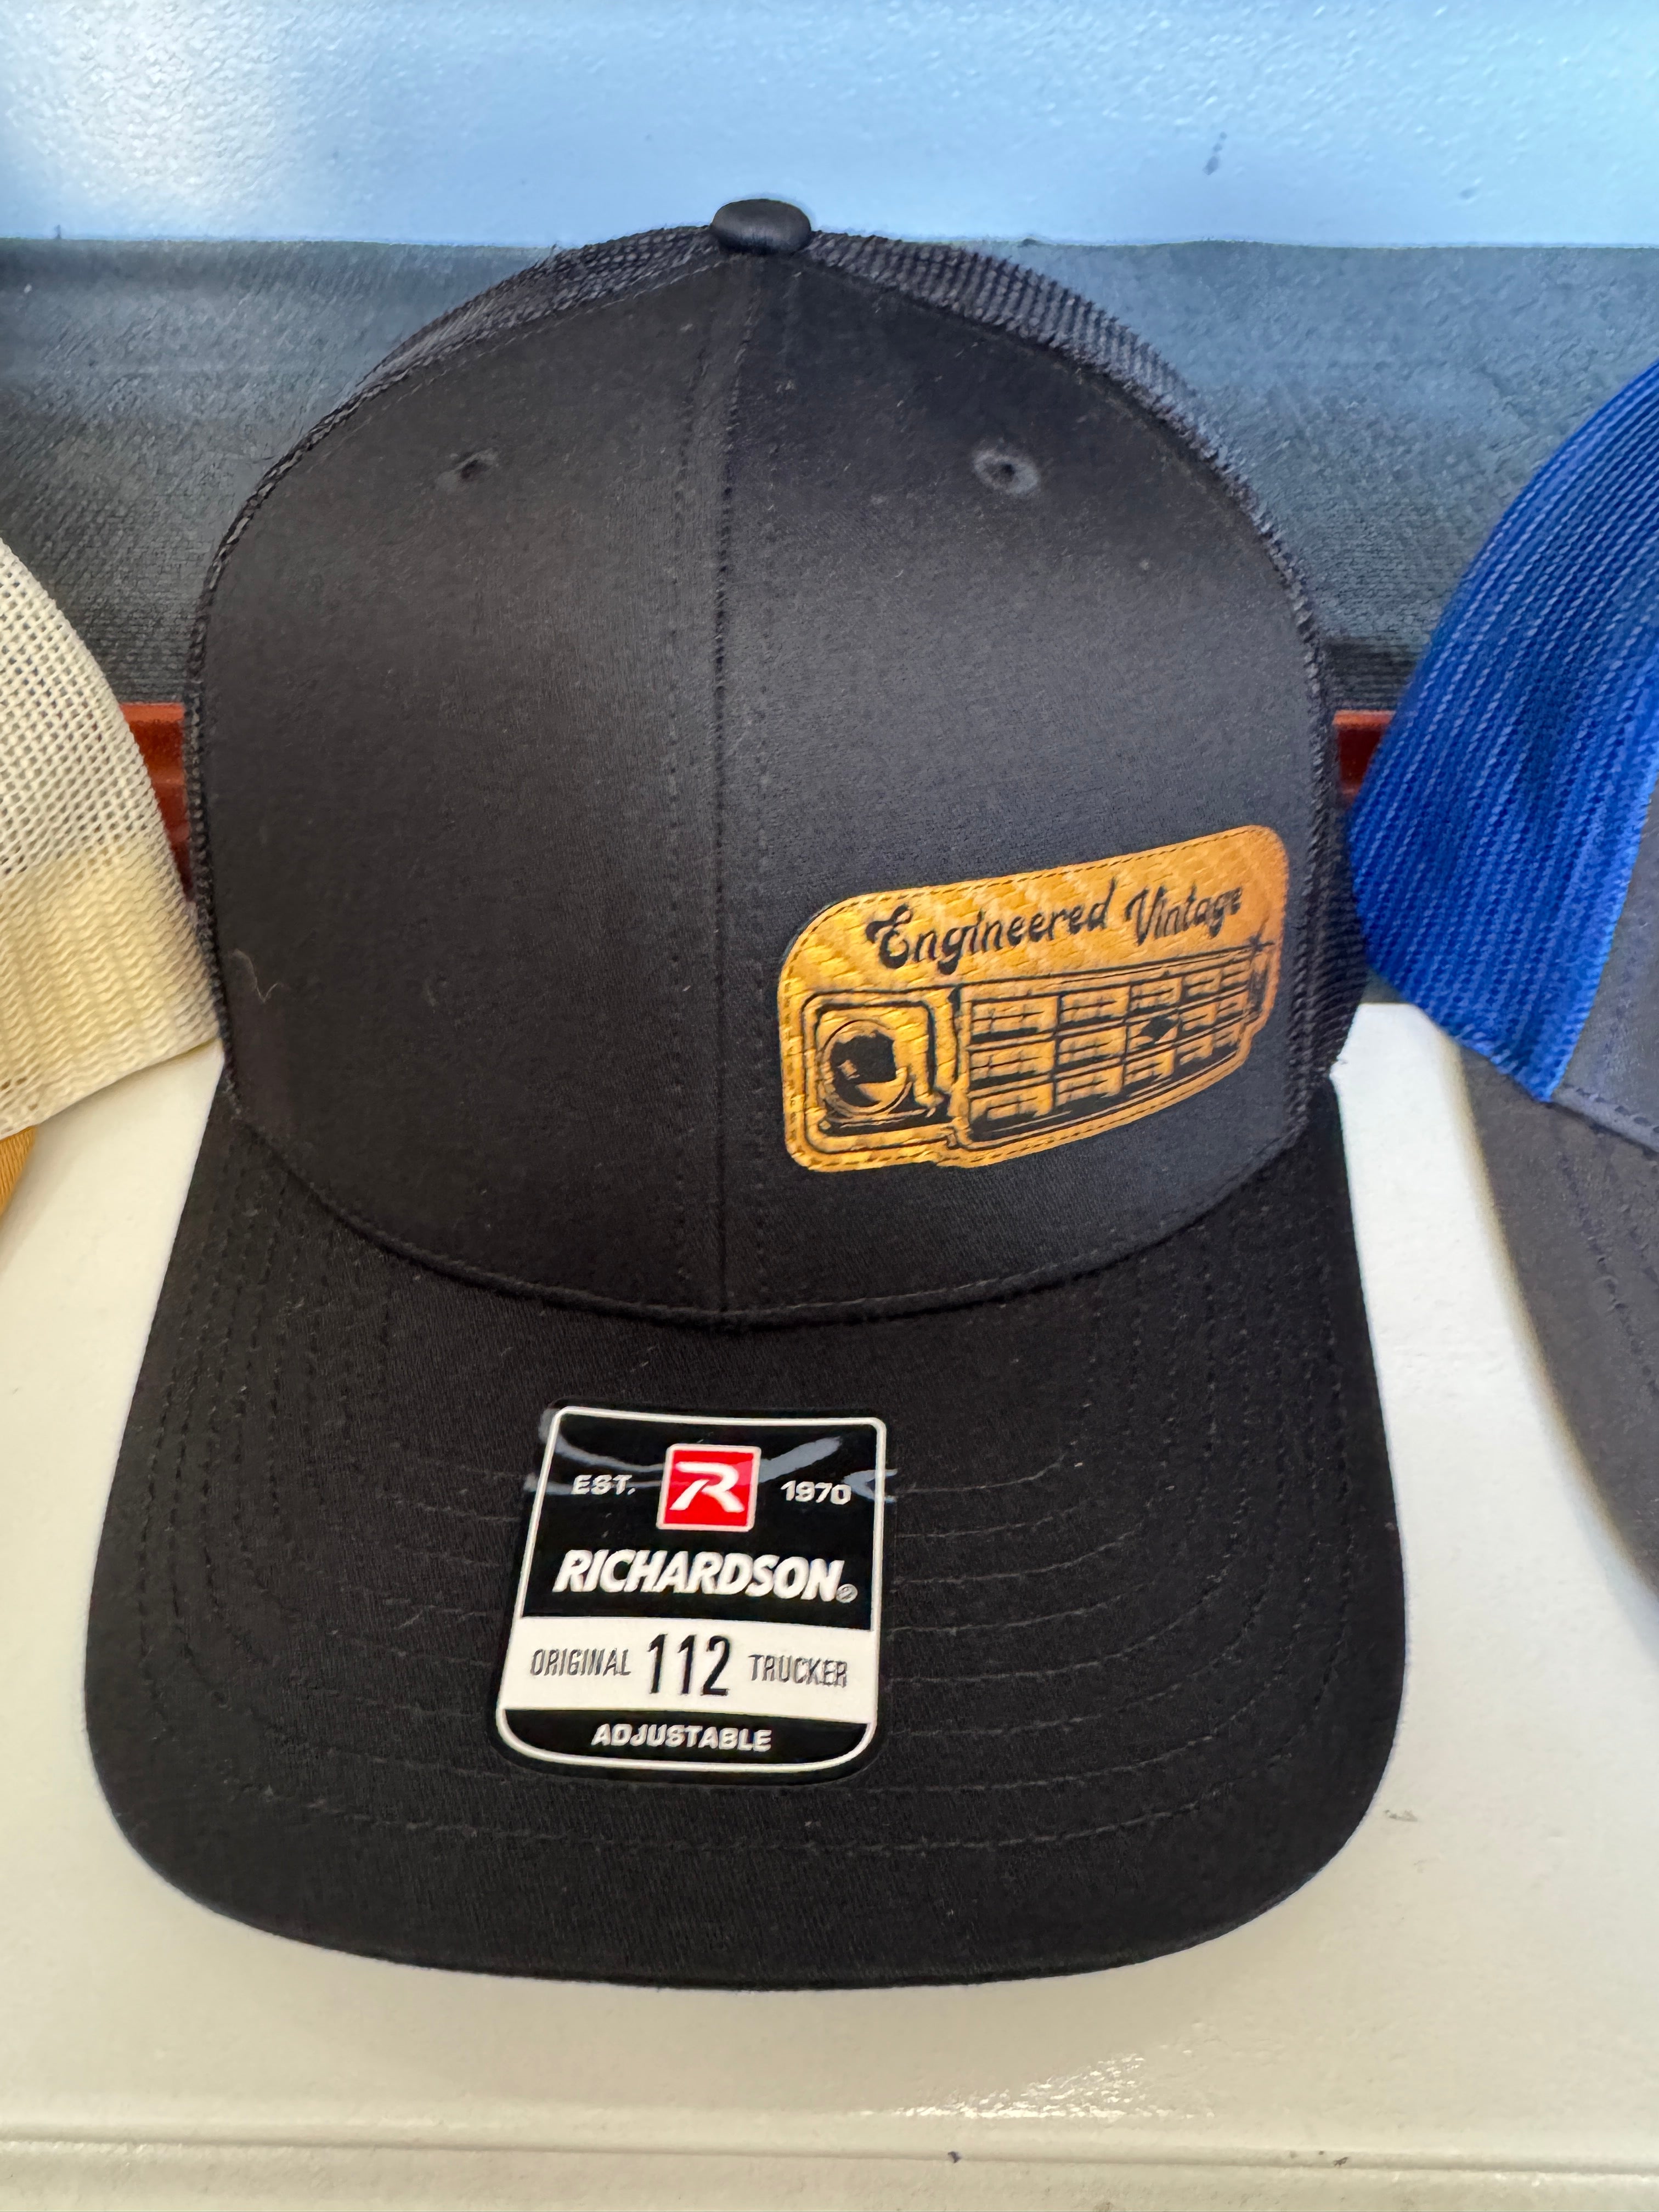 Engineered Vintage
EST. R 1970
RICHARDSON®
ORIGINAL 112 TRUCKER
ADJUSTABLE